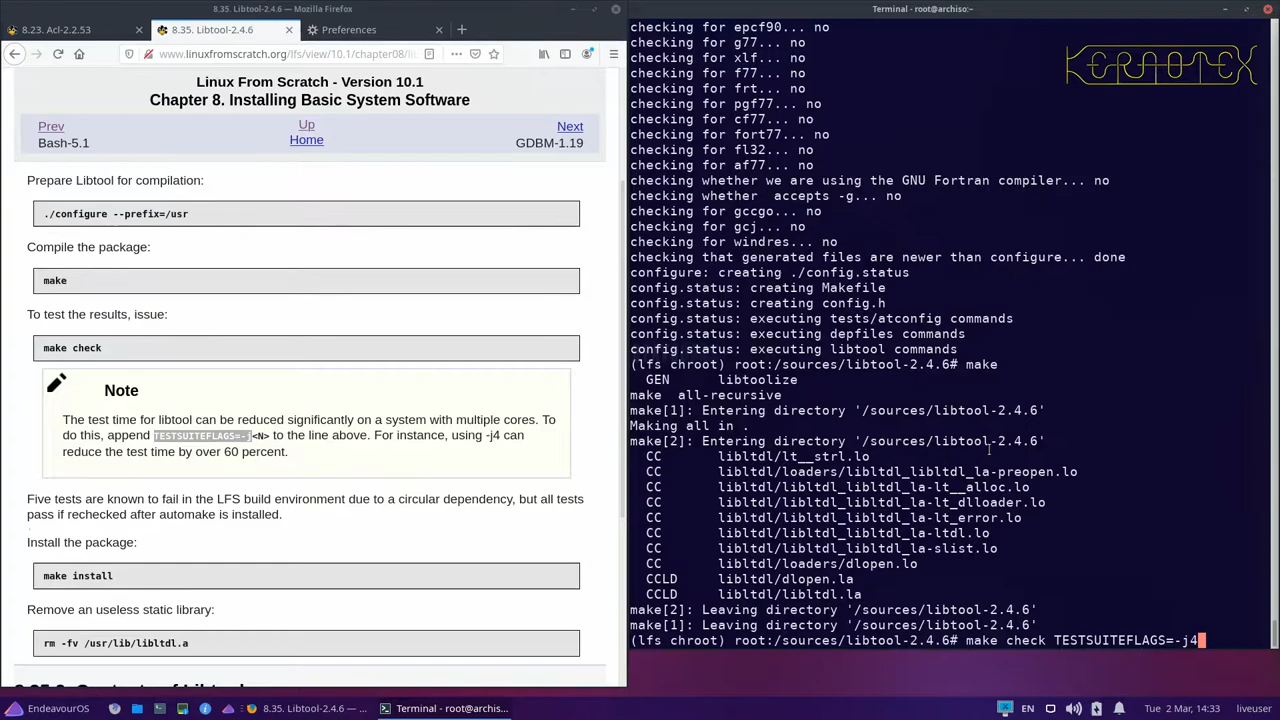 8.35. Libtool-2.4.6 — Mozilla Firefox
8.23. Acl-2.2.53
8.35. Libtool-2.4.6
Preferences
www.linuxfromscratch.org/lfs/view/10.1/chapter08/li
Linux From Scratch - Version 10.1
Chapter 8. Installing Basic System Software
Prev
Up
Next
Bash-5.1
Home
GDBM-1.19
Prepare Libtool for compilation:
./configure --prefix=/usr
Compile the package:
make
To test the results, issue:
make check
Note
The test time for libtool can be reduced significantly on a system with multiple cores. To
do this, append TESTSUITEFLAGS=-j<N> to the line above. For instance, using -j4 can
reduce the test time by over 60 percent.
Five tests are known to fail in the LFS build environment due to a circular dependency, but all tests
pass if rechecked after automake is installed.
Install the package:
make install
Remove an useless static library:
rm -fv /usr/lib/libltdl.a
Terminal - root@archiso:~
KERNOTEX
checking for epcf90... no
checking for g77... no
checking for xlf... no
checking for f77... no
checking for frt... no
checking for pgf77... no
checking for cf77... no
checking for fort77... no
checking for fl32... no
checking for af77... no
checking whether we are using the GNU Fortran compiler... no
checking whether  accepts -g... no
checking for gccgo... no
checking for gcj... no
checking for windres... no
checking that generated files are newer than configure... done
configure: creating ./config.status
config.status: creating Makefile
config.status: creating config.h
config.status: executing tests/atconfig commands
config.status: executing depfiles commands
config.status: executing libtool commands
(lfs chroot) root:/sources/libtool-2.4.6# make
GEN      libtoolize
make  all-recursive
make[1]: Entering directory '/sources/libtool-2.4.6'
Making all in .
make[2]: Entering directory '/sources/libtool-2.4.6'
CC       libltdl/lt__strl.lo
CC       libltdl/loaders/libltdl_libltdl_la-preopen.lo
CC       libltdl/libltdl_libltdl_la-lt__alloc.lo
CC       libltdl/libltdl_libltdl_la-lt_dlloader.lo
CC       libltdl/libltdl_libltdl_la-lt_error.lo
CC       libltdl/libltdl_libltdl_la-ltdl.lo
CC       libltdl/libltdl_libltdl_la-slist.lo
CC       libltdl/loaders/dlopen.lo
CCLD     libltdl/dlopen.la
CCLD     libltdl/libltdl.la
make[2]: Leaving directory '/sources/libtool-2.4.6'
make[1]: Leaving directory '/sources/libtool-2.4.6'
(lfs chroot) root:/sources/libtool-2.4.6# make check TESTSUITEFLAGS=-j4
EndeavourOS
8.35. Libtool-2.4.6 — ...
Terminal - root@archiso...
EN
Tue 2 Mar, 14:33
liveuser